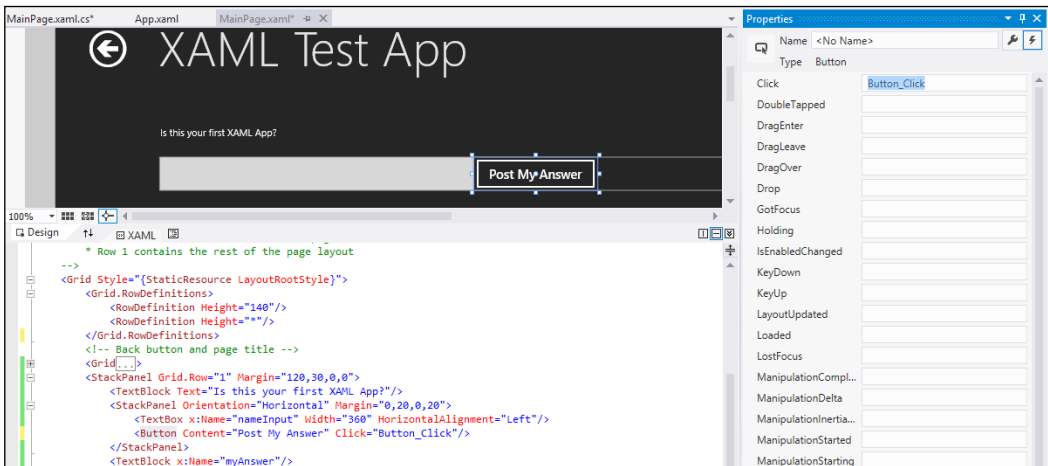 MainPage.xaml.cs* App.xaml MainPage.xaml*
XAML Test App
Is this your first XAML App?
Post My Answer
100%
Design XAML
* Row 1 contains the rest of the page layout
-->
<Grid Style="{StaticResource LayoutRootStyle}">
<Grid.RowDefinitions>
<RowDefinition Height="140"/>
<RowDefinition Height="*"/>
</Grid.RowDefinitions>
<!-- Back button and page title -->
<Grid...>
<StackPanel Grid.Row="1" Margin="120,30,0,0">
<TextBlock Text="Is this your first XAML App?"/>
<StackPanel Orientation="Horizontal" Margin="0,20,0,20">
<TextBox x:Name="nameInput" Width="360" HorizontalAlignment="Left"/>
<Button Content="Post My Answer" Click="Button_Click"/>
</StackPanel>
<TextBlock x:Name="myAnswer"/>
Properties
Name <No Name>
Type Button
Click Button_Click
DoubleTapped
DragEnter
DragLeave
DragOver
Drop
GotFocus
Holding
IsEnabledChanged
KeyDown
KeyUp
LayoutUpdated
Loaded
LostFocus
ManipulationCompl...
ManipulationDelta
ManipulationInertia...
ManipulationStarted
ManipulationStarting